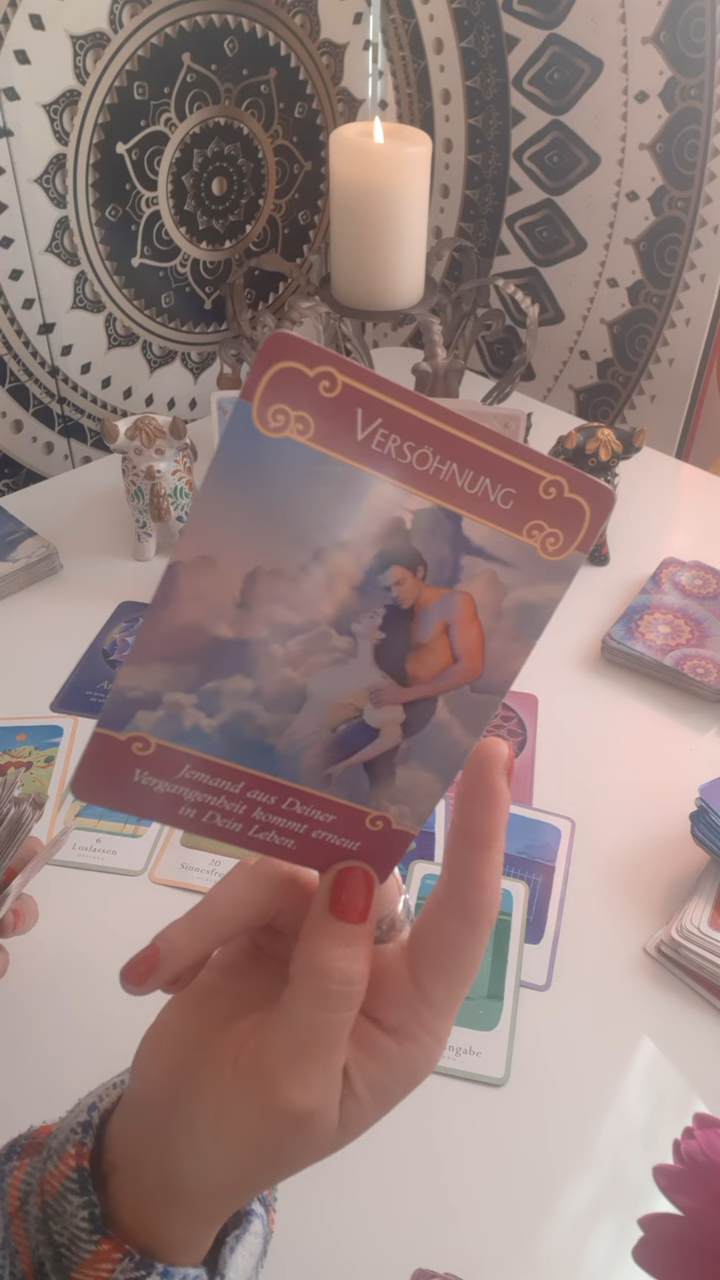 VERSÖHNUNG
Jemand aus Deiner
Vergangenheit kommt erneut
in Dein Leben.
6
Loslassen
20
Sinnesfre
ngabe